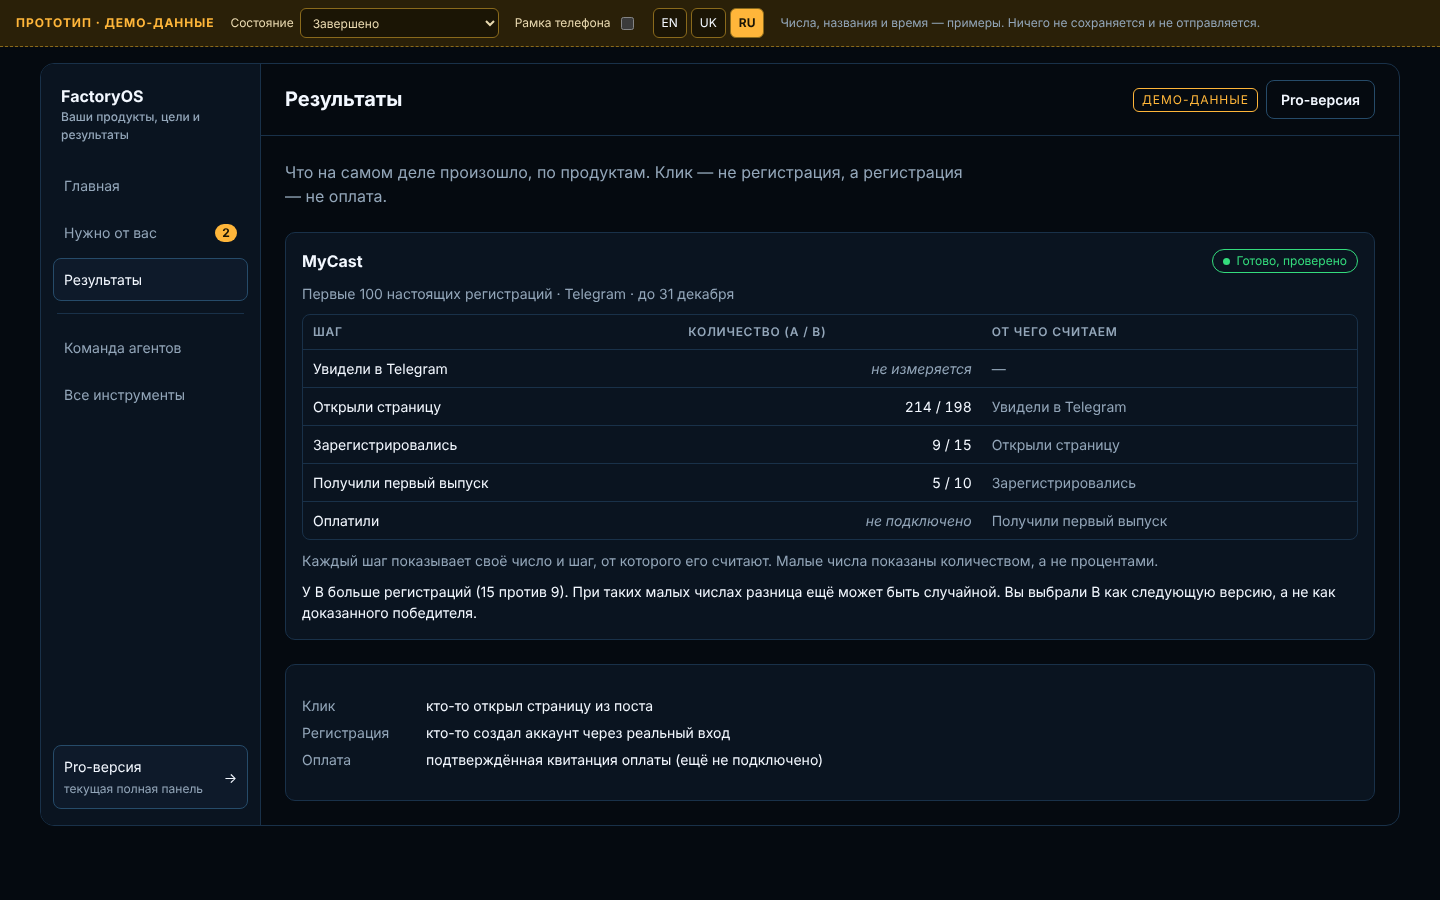 ПРОТОТИП · ДЕМО-ДАННЫЕ Состояние Завершено Рамка телефона EN UK RU Числа, названия и время — примеры. Ничего не сохраняется и не отправляется.
FactoryOS
Ваши продукты, цели и
результаты
Главная
Нужно от вас 2
Результаты
Команда агентов
Все инструменты
Pro-версия
текущая полная панель
→
Результаты
ДЕМО-ДАННЫЕ Pro-версия
Что на самом деле произошло, по продуктам. Клик — не регистрация, а регистрация
— не оплата.
MyCast
Готово, проверено
Первые 100 настоящих регистраций · Telegram · до 31 декабря
ШАГ КОЛИЧЕСТВО (A / B) ОТ ЧЕГО СЧИТАЕМ
Увидели в Telegram не измеряется —
Открыли страницу 214 / 198 Увидели в Telegram
Зарегистрировались 9 / 15 Открыли страницу
Получили первый выпуск 5 / 10 Зарегистрировались
Оплатили не подключено Получили первый выпуск
Каждый шаг показывает своё число и шаг, от которого его считают. Малые числа показаны количеством, а не процентами.
У B больше регистраций (15 против 9). При таких малых числах разница ещё может быть случайной. Вы выбрали B как следующую версию, а не как
доказанного победителя.
Клик кто-то открыл страницу из поста
Регистрация кто-то создал аккаунт через реальный вход
Оплата подтверждённая квитанция оплаты (ещё не подключено)